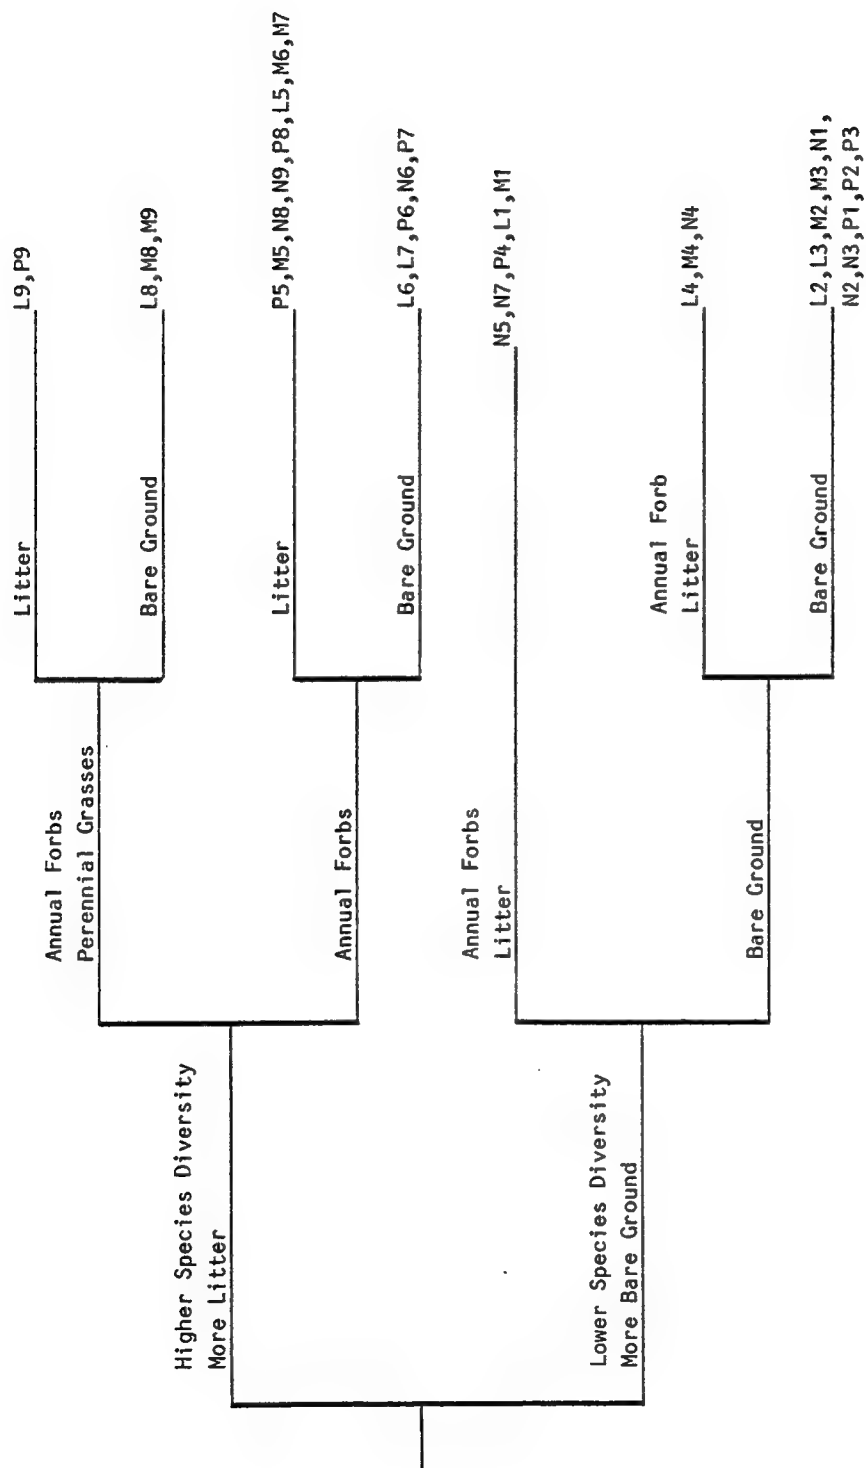 Higher Species Diversity
More Litter
Lower Species Diversity
More Bare Ground
Annual Forbs
Perennial Grasses
Annual Forbs
Annual Forbs
Litter
Bare Ground
Litter
Bare Ground
Litter
Bare Ground
Annual Forb
Litter
Bare Ground
L9,P9
L8,M8,M9
P5,M5,N8,N9,P8,L5,M6,M7
L6,L7,P6,N6,P7
N5,N7,P4,L1,M1
L4,M4,N4
L2,L3,M2,M3,N1,
N2,N3,P1,P2,P3